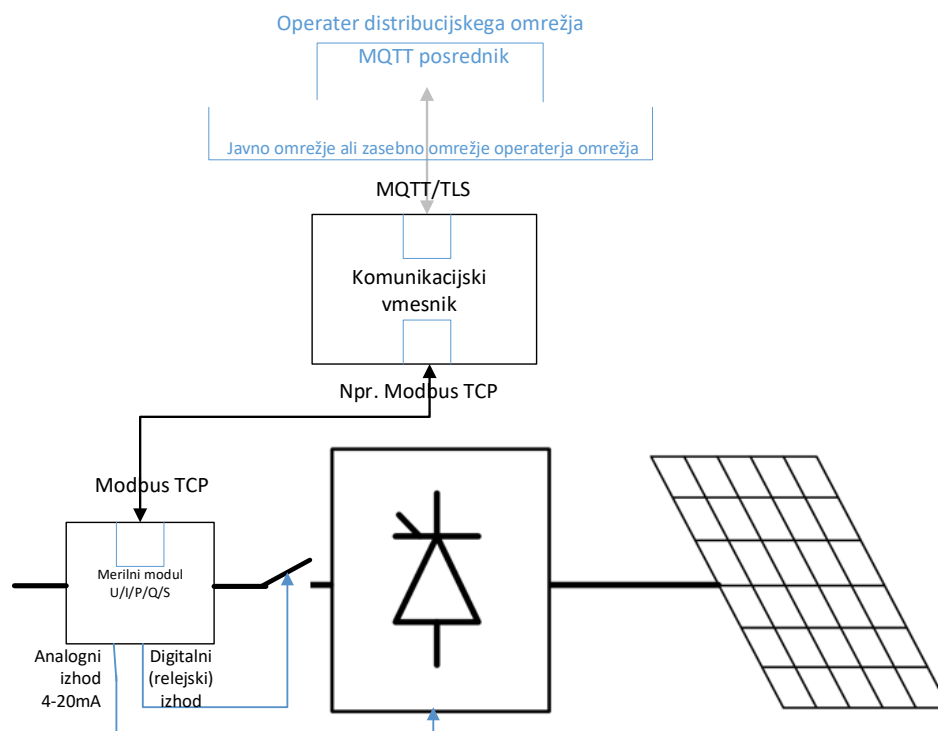 Operater distribucijskega omrežja
MQTT posrednik
Javno omrežje ali zasebno omrežje operaterja omrežja
MQTT/TLS
Komunikacijski
vmesnik
Npr. Modbus TCP
Modbus TCP
Merilni modul
U/I/P/Q/S
Analogni
izhod
4-20mA
Digitalni
(relejski)
izhod